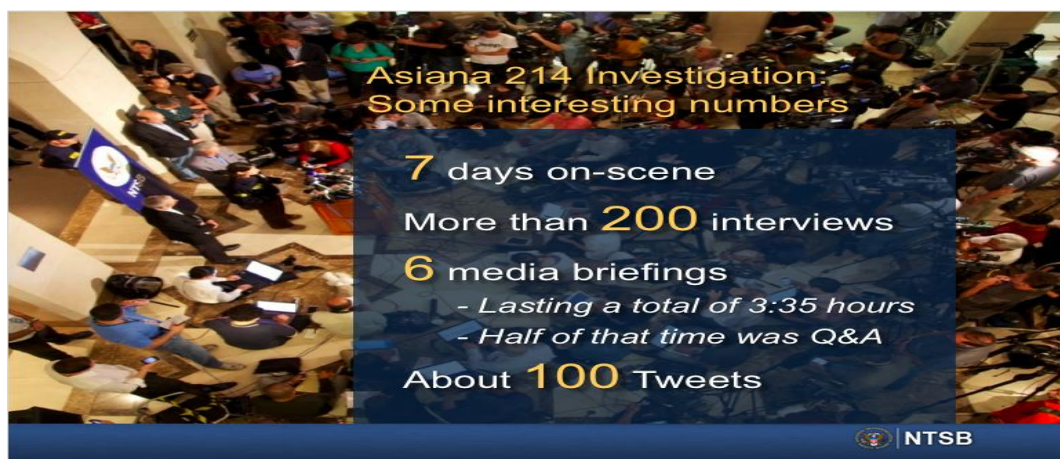 Asiana 214 Investigation:
Some interesting numbers
7 days on-scene
More than 200 interviews
6 media briefings
- Lasting a total of 3:35 hours
- Half of that time was Q&A
About 100 Tweets
NTSB
NTSB